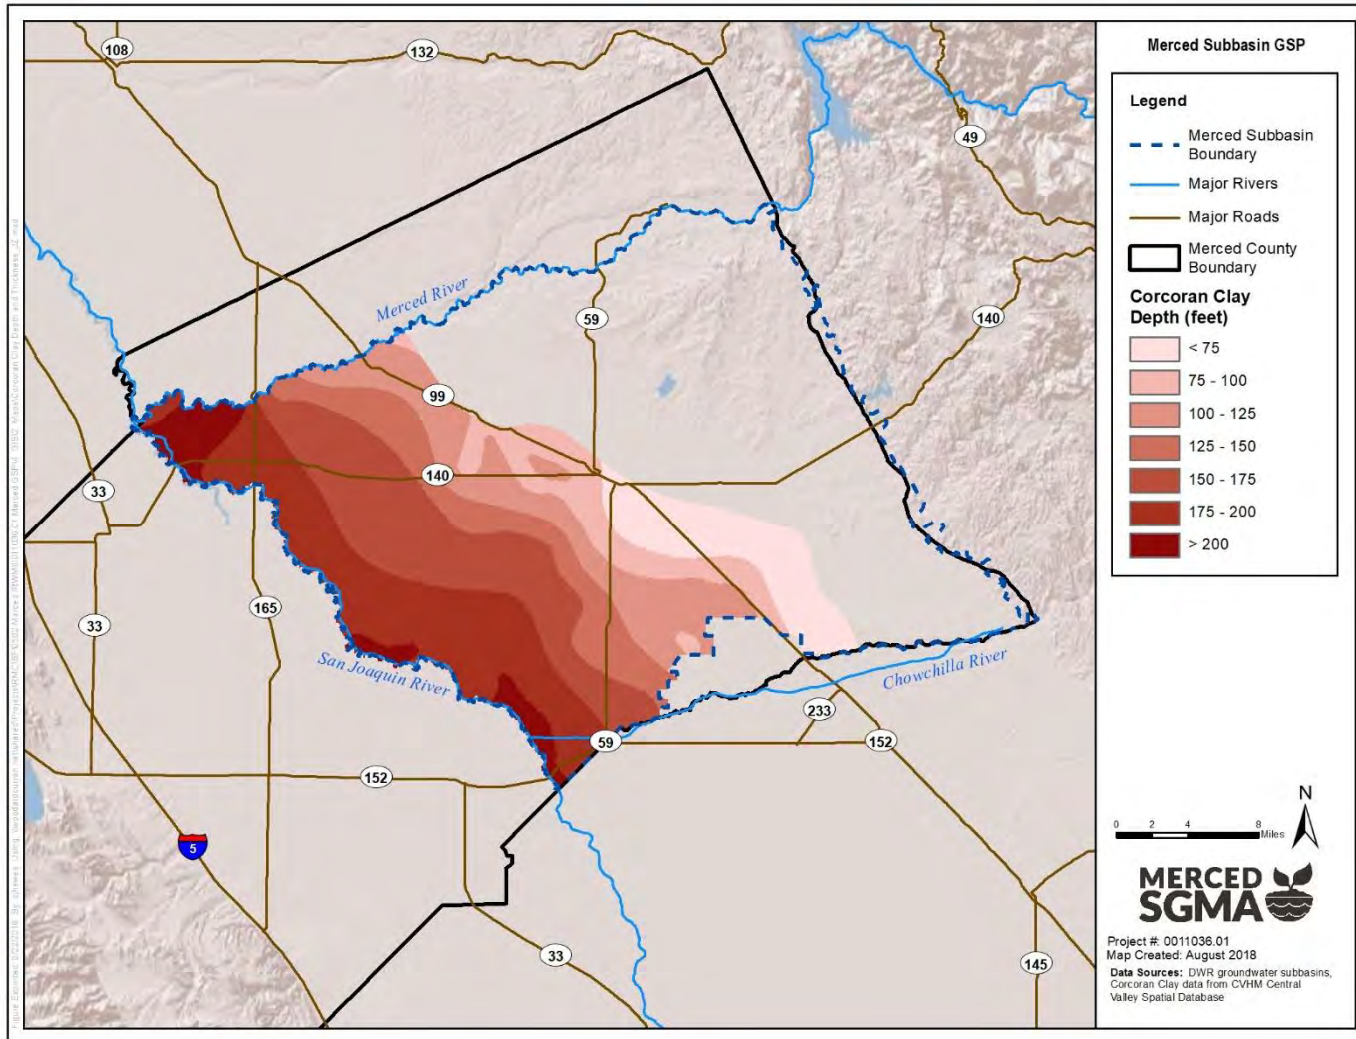 Merced Subbasin GSP
Legend
Merced Subbasin
Boundary
Major Rivers
Major Roads
Merced County
Boundary
Corcoran Clay
Depth (feet)
< 75
75 - 100
100 - 125
125 - 150
150 - 175
175 - 200
> 200
108
132
49
Merced River
59
140
99
140
33
165
33
San Joaquin River
Chowchilla River
233
59
152
152
5
33
145
N
0 2 4 8
Miles
MERCED
SGMA
Project #: 0011036.01
Map Created: August 2018
Data Sources: DWR groundwater subbasins,
Corcoran Clay data from CVHM Central
Valley Spatial Database